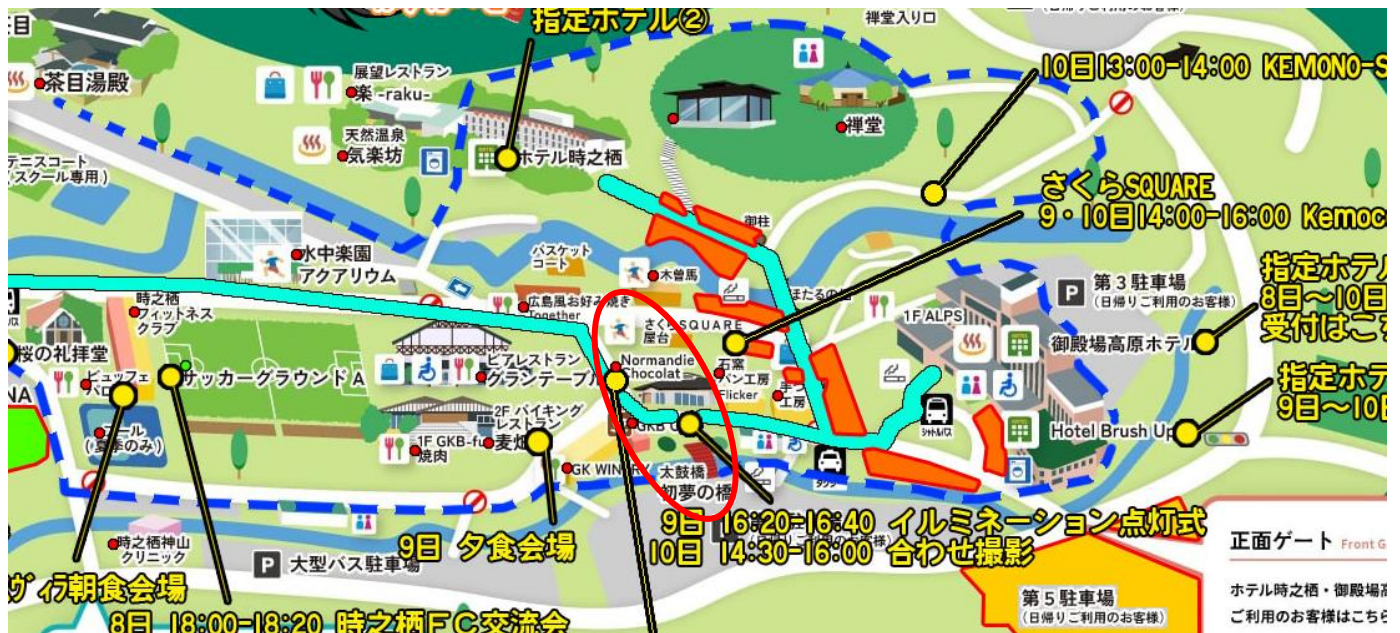 指定ホテル②
禅堂入り口
(日帰りご利用のお客様)
茶目湯殿
展望レストラン
楽 -raku-
10日13:00-14:00 KEMONO-S
天然温泉
気楽坊
ホテル時之栖
禅堂
テニスコート
(スクール専用)
さくらSQUARE
9・10日14:00-16:00 Kemoc
御柱
水中楽園
アクアリウム
バスケット
コート
木曽馬
第3駐車場
(日帰りご利用のお客様)
指定ホテル
8日~10日
受付はこち
時之栖
フィットネス
クラブ
広島風お好み焼き
Together
さくらSQUARE
屋台
1F ALPS
御殿場高原ホテル
桜の礼拝堂
ビュッフェ
サッカーグラウンドA
ビアレストラン
グランテーブル
Normandie
Chocolat
石窯
パン工房
Flicker
手づ
工房
指定ホテ
9日~10日
NA
プール
(夏季のみ)
2F バイキング
レストラン
麦畑
1F GKB-fu
焼肉
GKB
シャトルバス
Hotel Brush Up
GK WINERY
太鼓橋
初夢の橋
タクシー
9日 16:20-16:40 イルミネーション点灯式
10日 14:30-16:00 合わせ撮影
9日 夕食会場
時之栖神山
クリニック
P 大型バス駐車場
正面ゲート Front G
ヴィラ朝食会場
8日 18:00-18:20 時之栖FC交流会
第5駐車場
(日帰りご利用のお客様)
ホテル時之栖・御殿場高
ご利用のお客様はこちら